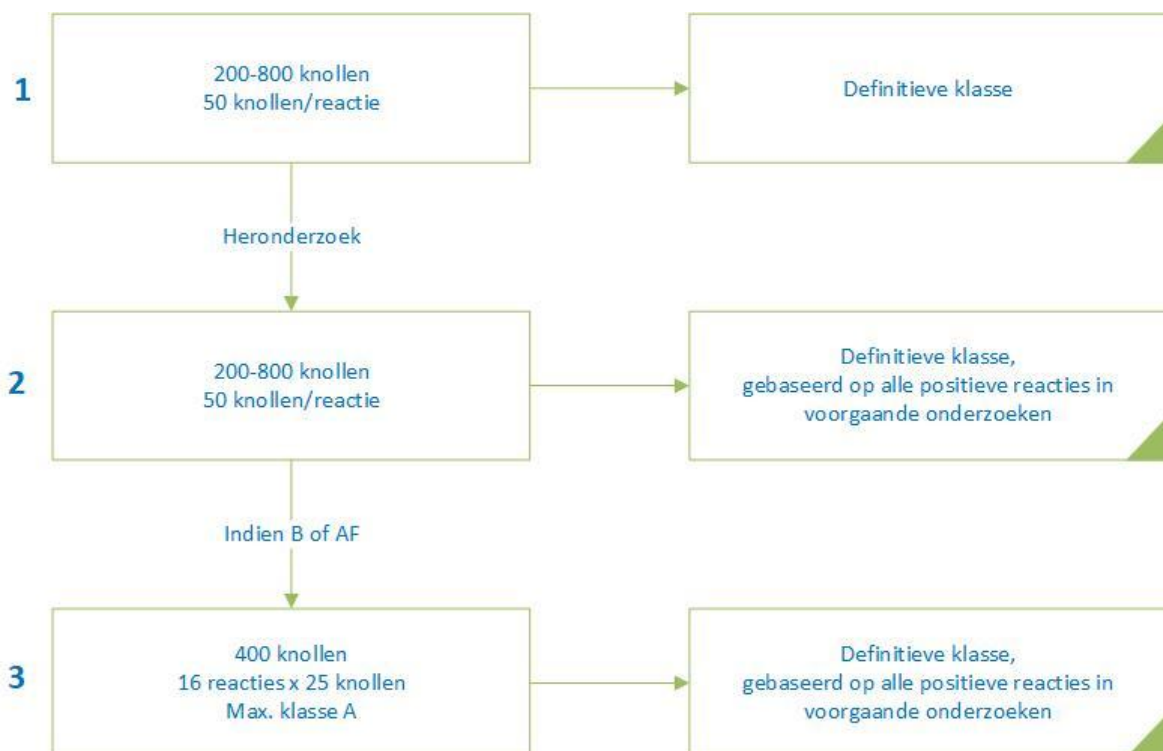 1
200-800 knollen
50 knollen/reactie
Definitieve klasse
Heronderzoek
2
200-800 knollen
50 knollen/reactie
Definitieve klasse,
gebaseerd op alle positieve reacties in
voorgaande onderzoeken
Indien B of AF
3
400 knollen
16 reacties x 25 knollen
Max. klasse A
Definitieve klasse,
gebaseerd op alle positieve reacties in
voorgaande onderzoeken